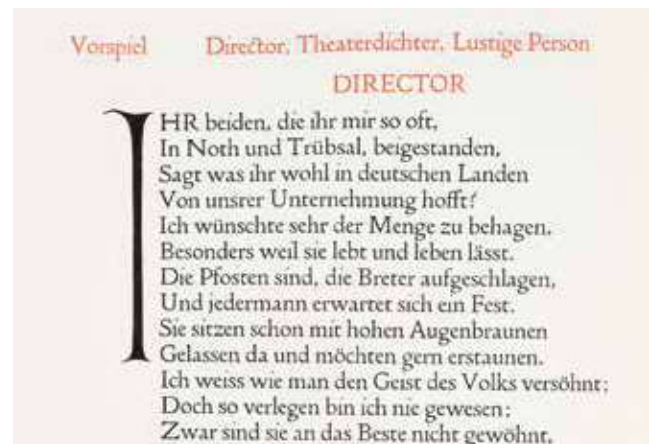 Vorspiel Director, Theaterdichter, Lustige Person
DIRECTOR
IHR beiden, die ihr mir so oft,
In Noth und Trübsal, beigestanden,
Sagt was ihr wohl in deutschen Landen
Von unsrer Unternehmung hofft?
Ich wünschte sehr der Menge zu behagen,
Besonders weil sie lebt und leben lässt.
Die Pfosten sind, die Breter aufgeschlagen,
Und jedermann erwartet sich ein Fest.
Sie sitzen schon mit hohen Augenbraunen
Gelassen da und möchten gern erstaunen.
Ich weiss wie man den Geist des Volks versöhnt;
Doch so verlegen bin ich nie gewesen;
Zwar sind sie an das Beste nicht gewöhnt,